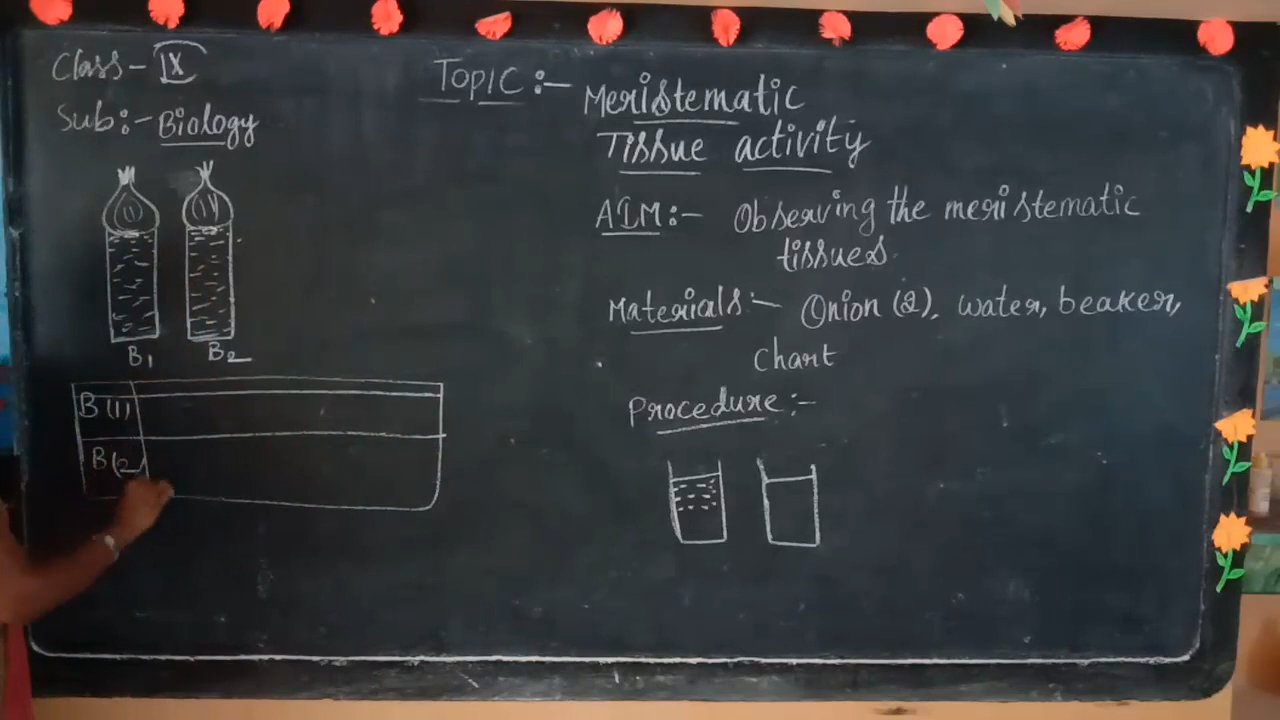 Class - IX
Sub:- Biology
TOPIC:- Meristematic
Tissue activity
AIM:- Observing the meristematic
tissues.
Materials:- Onion (2), water, beaker,
chart
Procedure:-
B1
B2
B(1)
B(2)